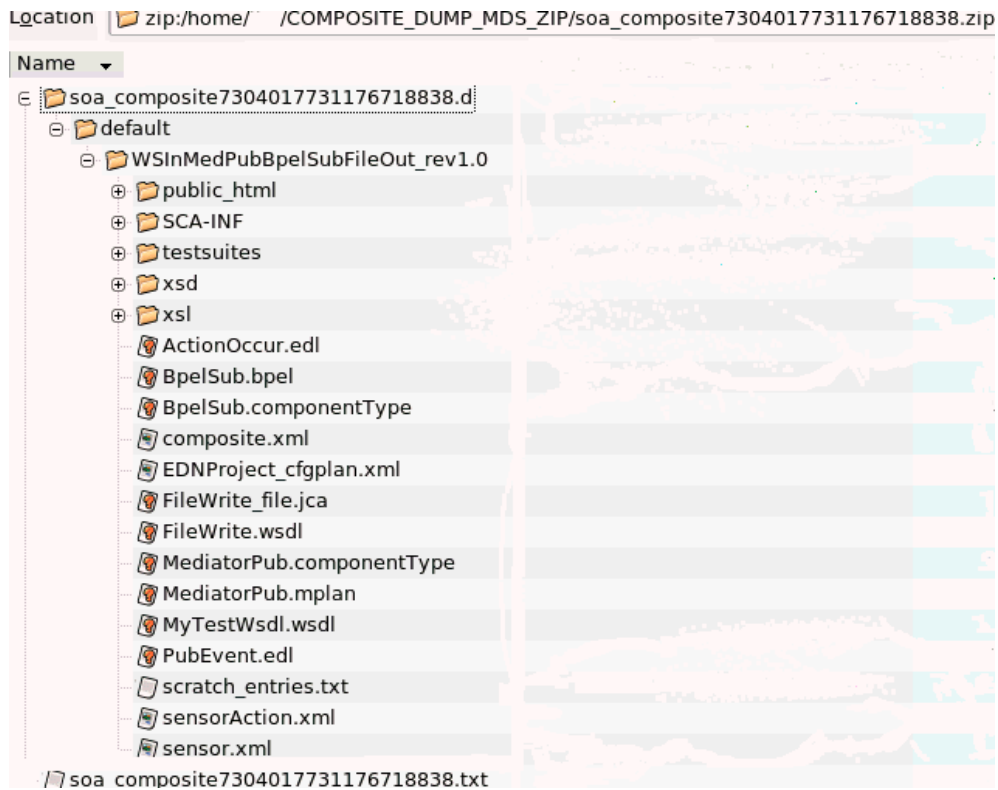 Location zip:/home/ /COMPOSITE_DUMP_MDS_ZIP/soa_composite7304017731176718838.zip
Name
soa_composite7304017731176718838.d
default
WSInMedPubBpelSubFileOut_rev1.0
public_html
SCA-INF
testsuites
xsd
xsl
ActionOccur.edl
BpelSub.bpel
BpelSub.componentType
composite.xml
EDNProject_cfgplan.xml
FileWrite_file.jca
FileWrite.wsdl
MediatorPub.componentType
MediatorPub.mplan
MyTestWsdl.wsdl
PubEvent.edl
scratch_entries.txt
sensorAction.xml
sensor.xml
soa_composite7304017731176718838.txt